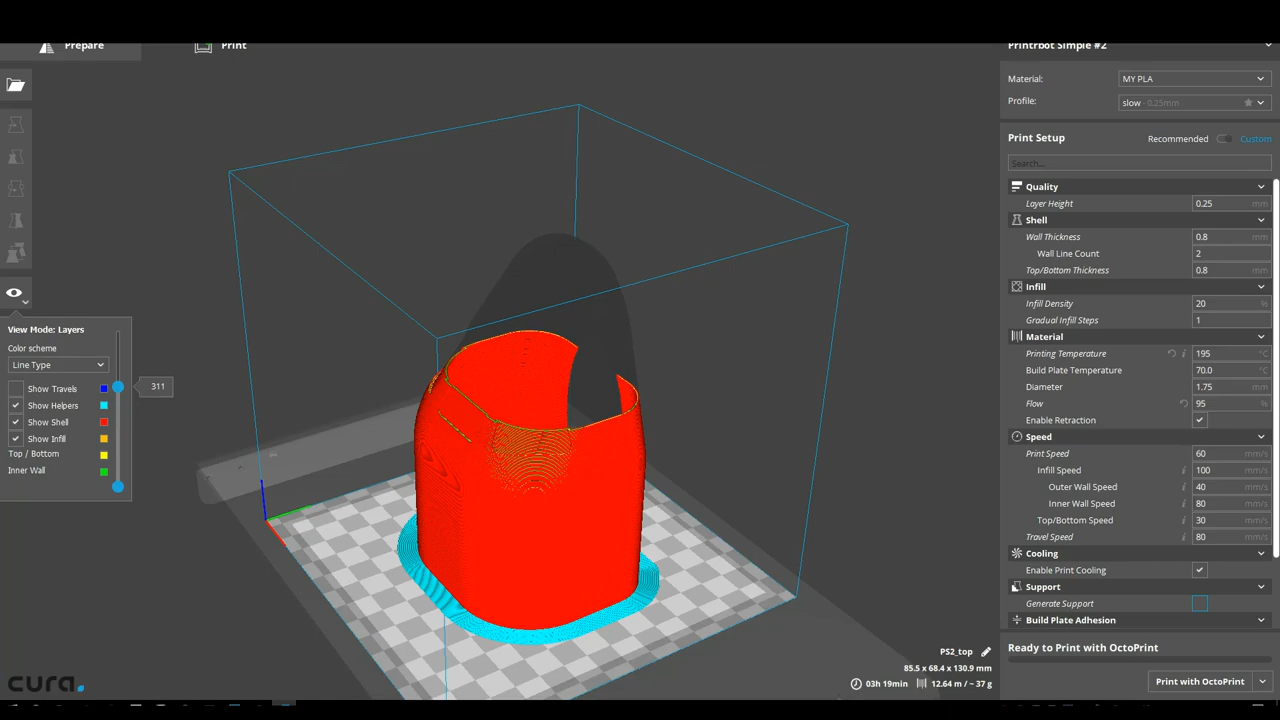 Prepare
Print
Printrbot Simple #2
Material:
MY PLA
Profile:
slow - 0.25mm
Print Setup
Recommended
Custom
Search...
Quality
Layer Height
0.25
mm
Shell
Wall Thickness
0.8
mm
Wall Line Count
2
Top/Bottom Thickness
0.8
mm
Infill
Infill Density
20
%
Gradual Infill Steps
1
Material
Printing Temperature
195
°C
Build Plate Temperature
70.0
°C
Diameter
1.75
mm
Flow
95
%
Enable Retraction
Speed
Print Speed
60
mm/s
Infill Speed
100
mm/s
Outer Wall Speed
40
mm/s
Inner Wall Speed
80
mm/s
Top/Bottom Speed
30
mm/s
Travel Speed
80
mm/s
Cooling
Enable Print Cooling
Support
Generate Support
Build Plate Adhesion
Ready to Print with OctoPrint
Print with OctoPrint
View Mode: Layers
Color scheme
Line Type
311
Show Travels
Show Helpers
Show Shell
Show Infill
Top / Bottom
Inner Wall
PS2_top
85.5 x 68.4 x 130.9 mm
03h 19min
12.64 m / ~ 37 g
cura.